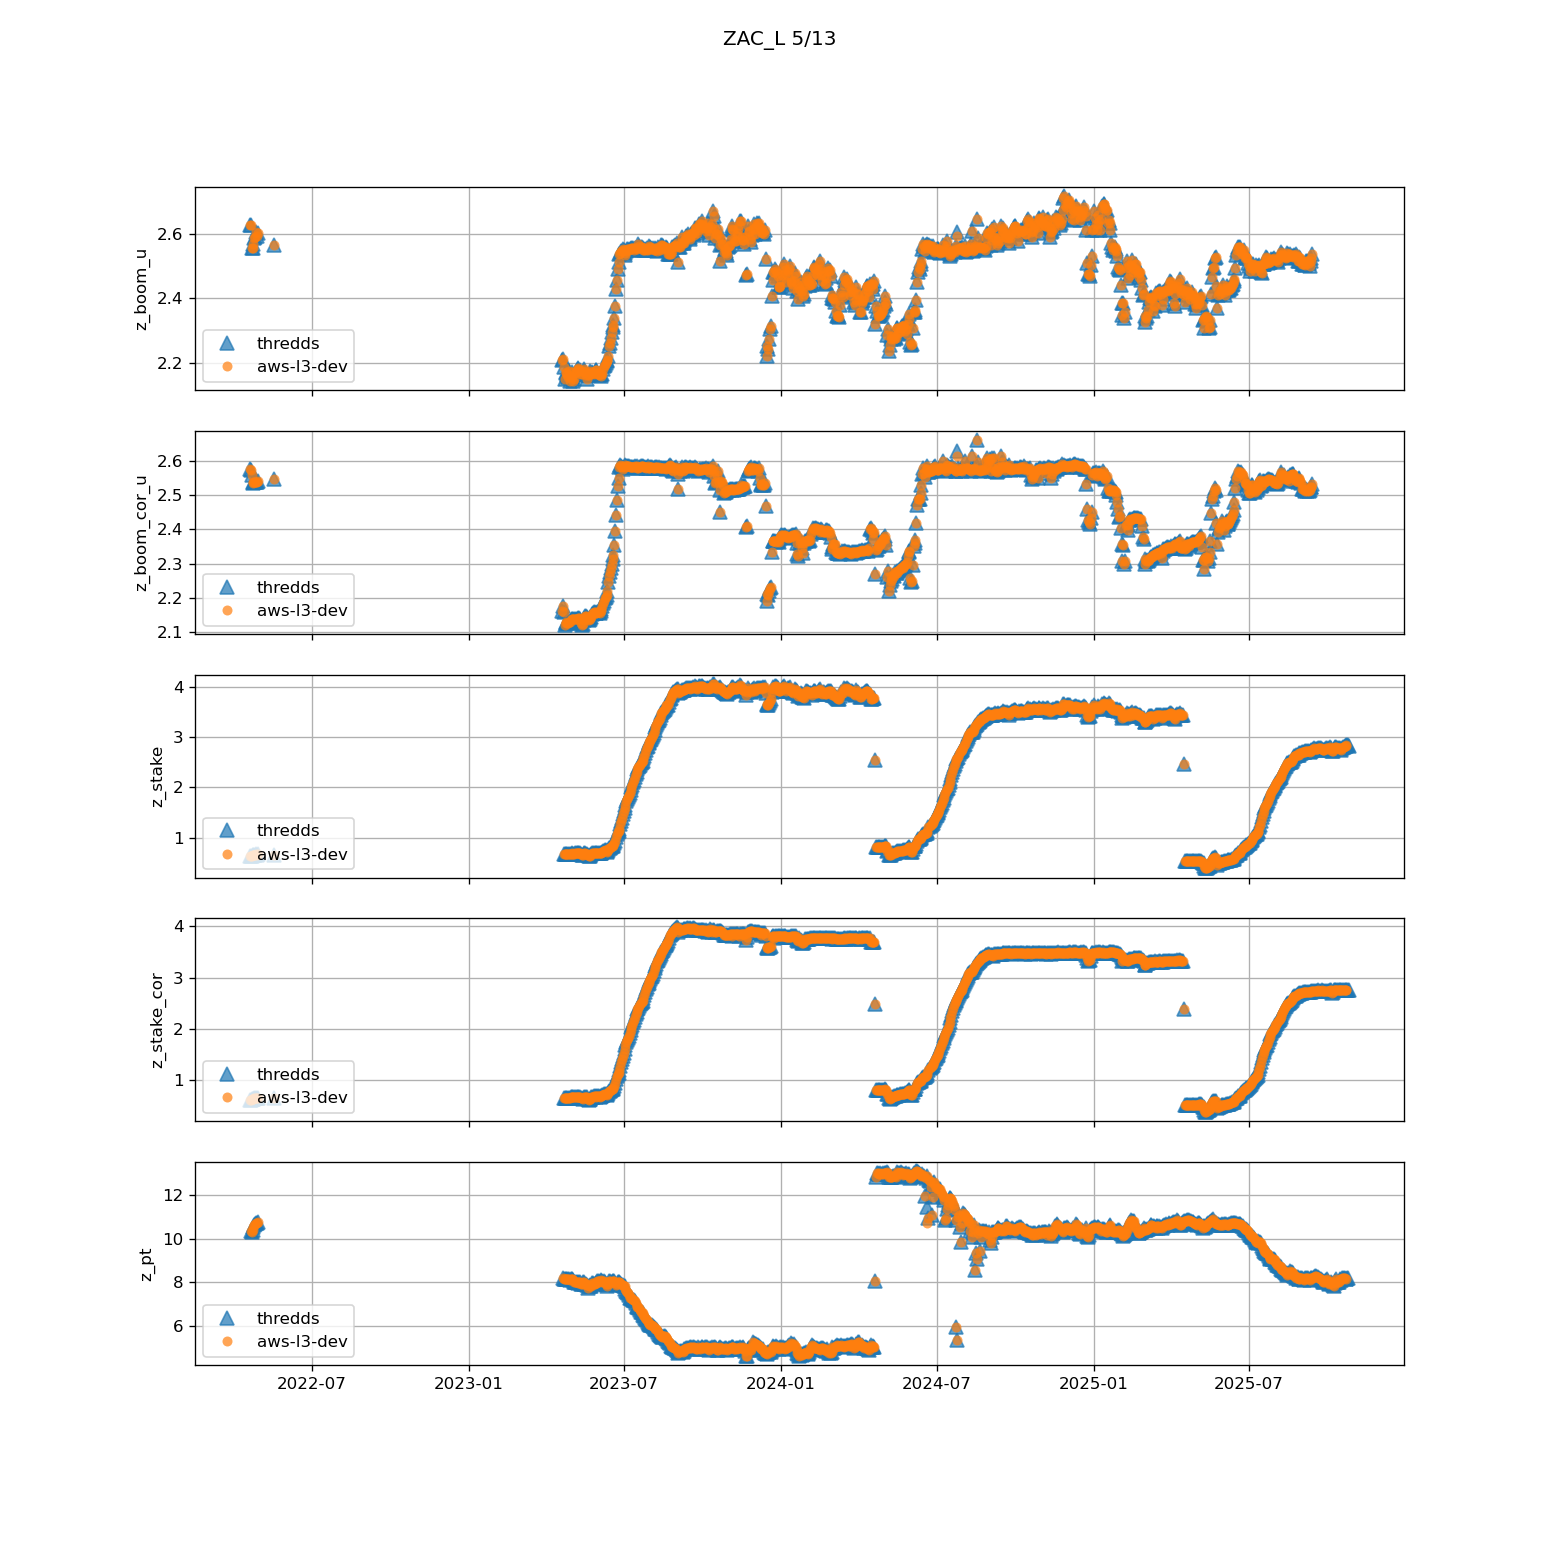 ZAC_L 5/13
z_boom_u
2.6
2.4
2.2
thredds
aws-l3-dev
z_boom_cor_u
2.6
2.5
2.4
2.3
2.2
2.1
thredds
aws-l3-dev
z_stake
4
3
2
1
thredds
aws-l3-dev
z_stake_cor
4
3
2
1
thredds
aws-l3-dev
z_pt
12
10
8
6
thredds
aws-l3-dev
2022-07 2023-01 2023-07 2024-01 2024-07 2025-01 2025-07